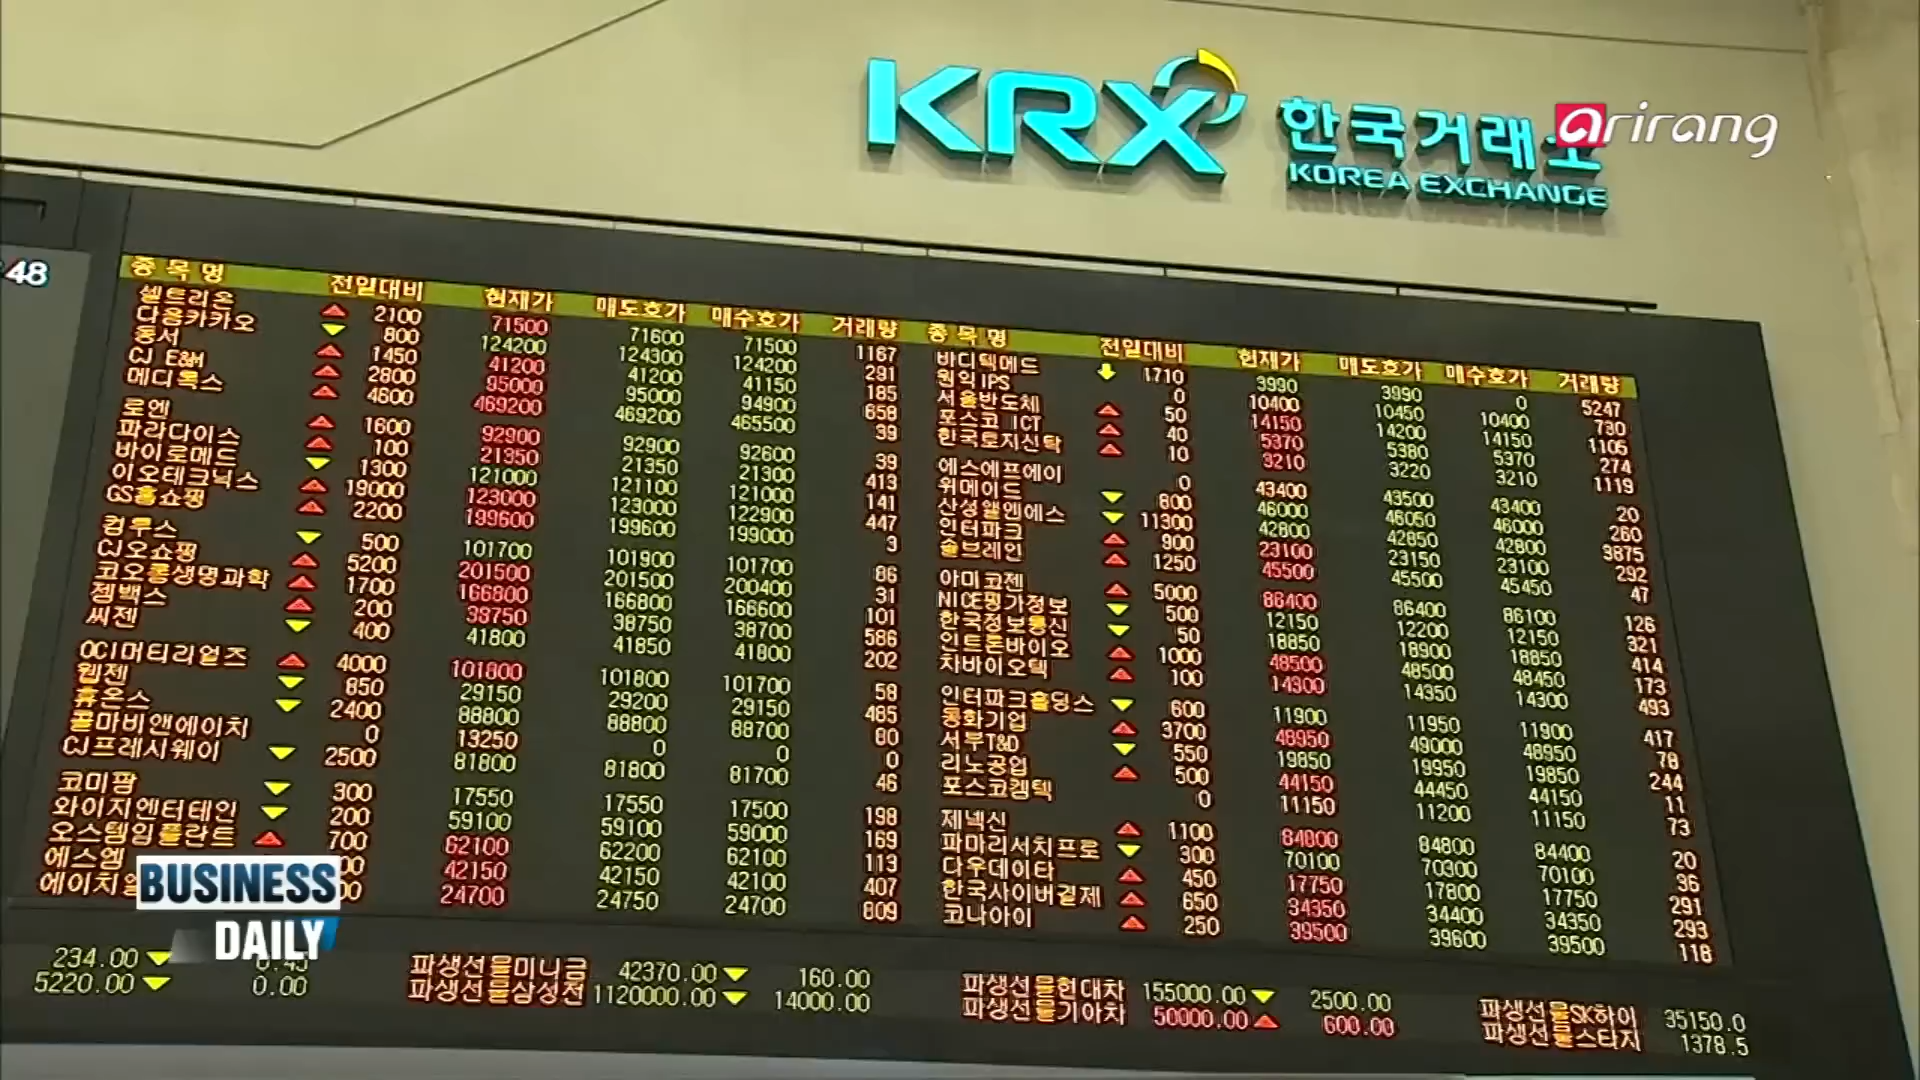 KRX 한국거래소
KOREA EXCHANGE
arirang
48
종목명 전일대비 현재가 매도호가 매수호가 거래량
셀트리온 ▲ 2100 71500 71600 71500 1167
다음카카오 ▼ 800 124200 124300 124200 291
동서 ▲ 1450 41200 41200 41150 185
CJ E&M ▲ 2800 95000 95000 94900 658
메디톡스 ▲ 4600 469200 469200 465500 39
로엔 ▲ 1600 92900 92900 92600 39
파라다이스 ▲ 100 21350 21350 21300 413
바이로메드 ▼ 1300 121000 121100 121000 141
이오테크닉스 ▲ 19000 123000 123000 122900 447
GS홈쇼핑 ▲ 2200 199600 199600 199000 3
컴투스 ▼ 500 101700 101900 101700 86
CJ오쇼핑 ▲ 5200 201500 201500 200400 31
코오롱생명과학 ▲ 1700 166800 166800 166600 101
젬백스 ▲ 200 38750 38750 38700 586
씨젠 ▼ 400 41800 41850 41800 202
OCI머티리얼즈 ▲ 4000 101800 101800 101700 58
웹젠 ▼ 850 29150 29200 29150 485
휴온스 ▼ 2400 88800 88800 88700 80
콜마비앤에이치 0 13250 0 0 0
CJ프레시웨이 ▼ 2500 81800 81800 81700 46
코미팜 ▼ 300 17550 17550 17500 198
와이지엔터테인 ▼ 200 59100 59100 59000 169
오스템임플란트 ▲ 700 62100 62200 62100 113
에스엠 42150 42150 42100 407
에이치 24700 24750 24700 809
종목명 전일대비 현재가 매도호가 매수호가 거래량
바디텍메드 ↓ 1710 3990 3990 0 5247
원익IPS 0 10400 10450 10400 730
서울반도체 ▲ 50 14150 14200 14150 1105
포스코 ICT ▲ 40 5370 5380 5370 274
한국토지신탁 ▲ 10 3210 3220 3210 1119
에스에프에이 0 43400 43500 43400 20
위메이드 ▼ 800 46000 46050 46000 260
산성앨엔에스 ▼ 11300 42800 42850 42800 3875
인터파크 ▲ 900 23100 23150 23100 292
솔브레인 ▲ 1250 45500 45500 45450 47
아미코젠 ▲ 5000 86400 86400 86100 126
NICE평가정보 ▼ 500 12150 12200 12150 321
한국정보통신 ▼ 50 18850 18900 18850 414
인트론바이오 ▲ 1000 48500 48500 48450 173
차바이오텍 ▲ 100 14300 14350 14300 493
인터파크홀딩스 ▼ 600 11900 11950 11900 417
동화기업 ▲ 3700 48950 49000 48950 78
서부T&D ▼ 550 19850 19950 19850 244
리노공업 ▲ 500 44150 44450 44150 11
포스코켐텍 0 11150 11200 11150 73
제넥신 ▲ 1100 84800 84800 84400 20
파마리서치프로 ▼ 300 70100 70300 70100 36
다우데이타 ▲ 450 17750 17800 17750 291
한국사이버결제 ▲ 650 34350 34400 34350 293
코나아이 ▲ 250 39500 39600 39500 118
BUSINESS
DAILY
234.00 ▼ 0.45 파생선물미니금 42370.00 ▼ 160.00 파생선물현대차 155000.00 ▼ 2500.00 파생선물SK하이 35150.0
5220.00 ▼ 0.00 파생선물삼성전 1120000.00 ▼ 14000.00 파생선물기아차 50000.00 ▲ 600.00 파생선물스타지 1378.5